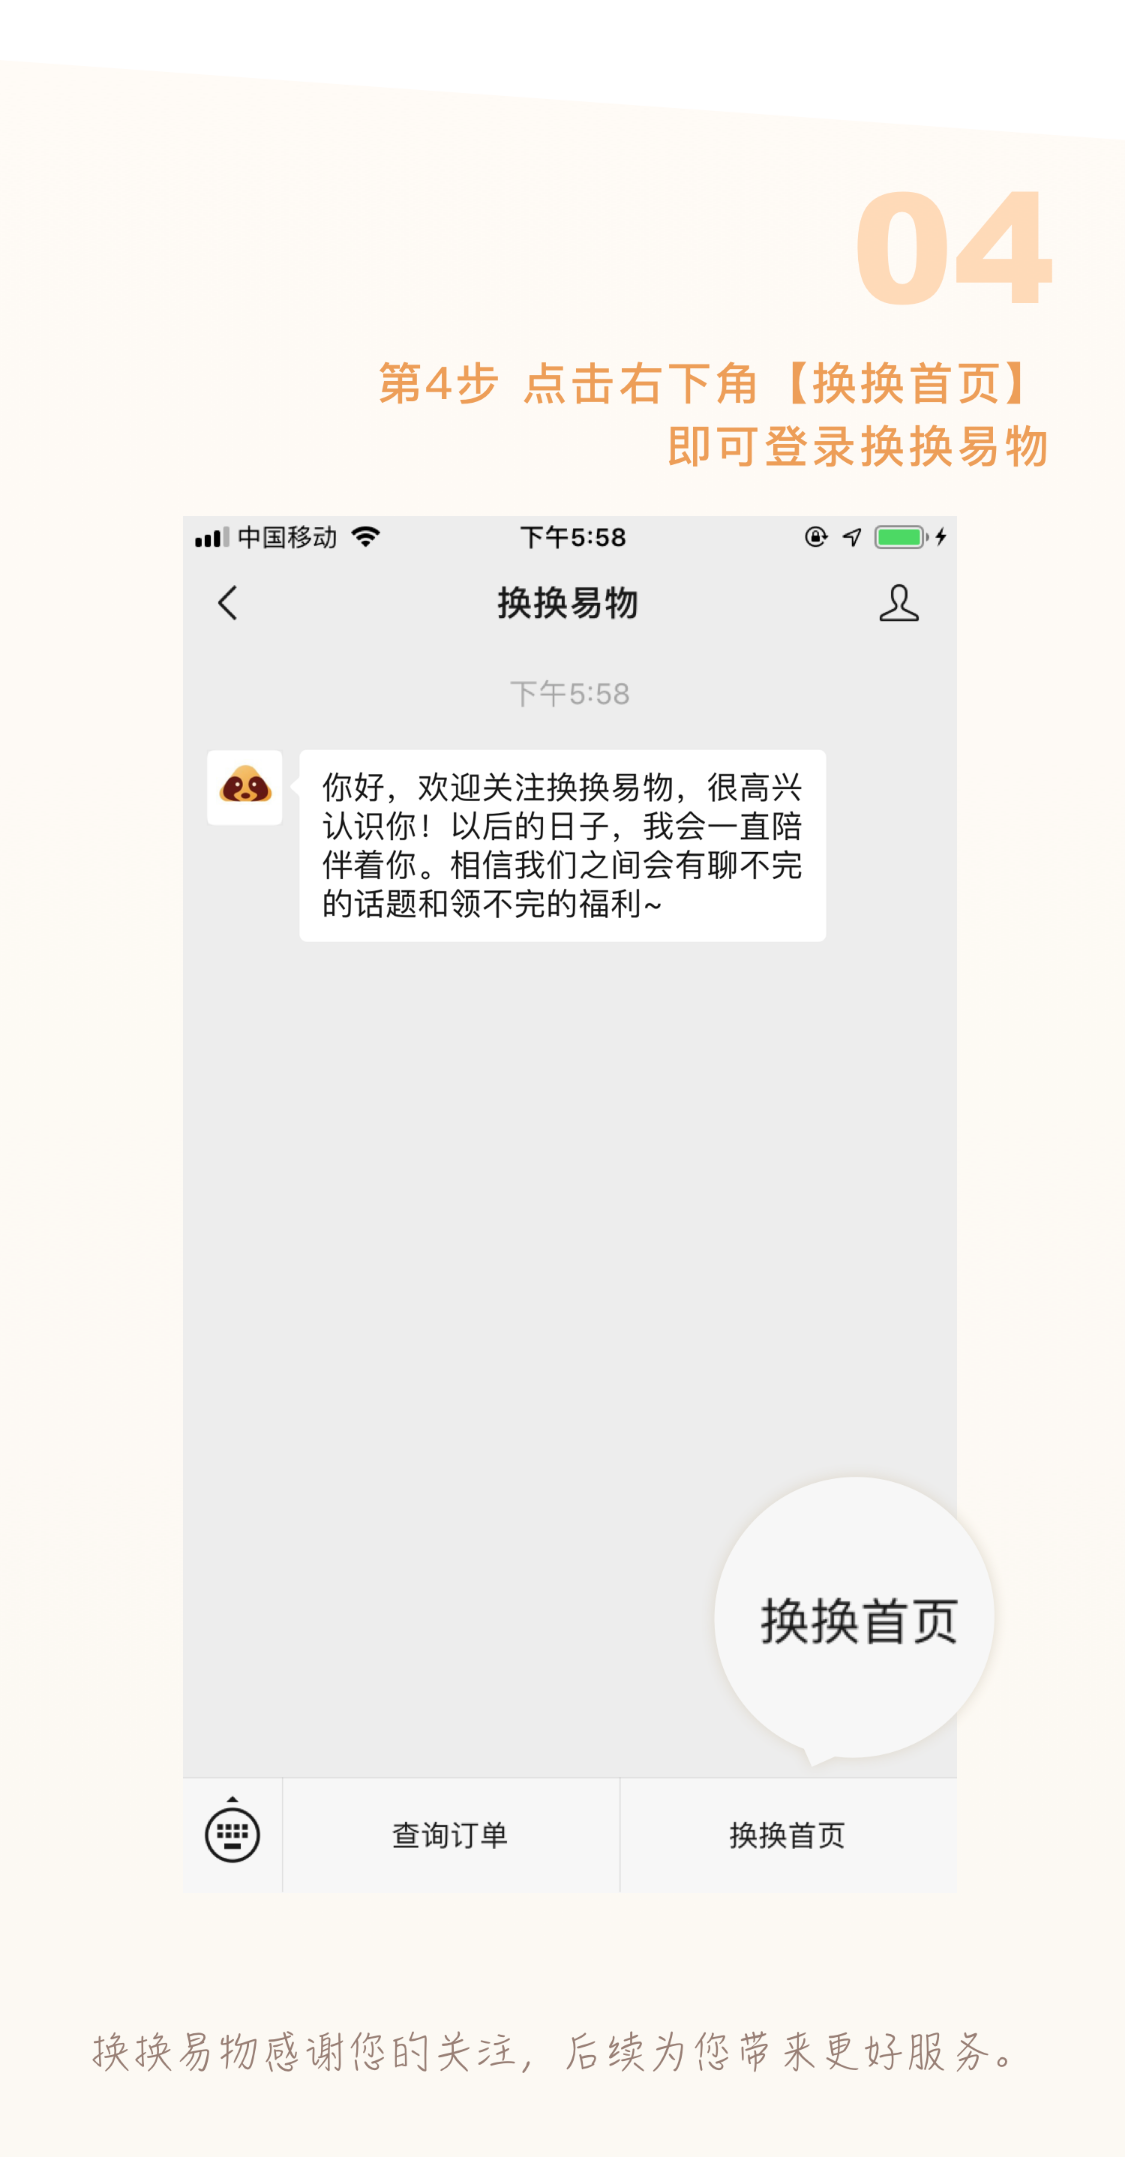 04
第4步 点击右下角【换换首页】
即可登录换换易物
中国移动 下午5:58
换换易物
下午5:58
你好，欢迎关注换换易物，很高兴
认识你！以后的日子，我会一直陪
伴着你。相信我们之间会有聊不完
的话题和领不完的福利~
换换首页
查询订单 换换首页
换换易物感谢您的关注，后续为您带来更好服务。